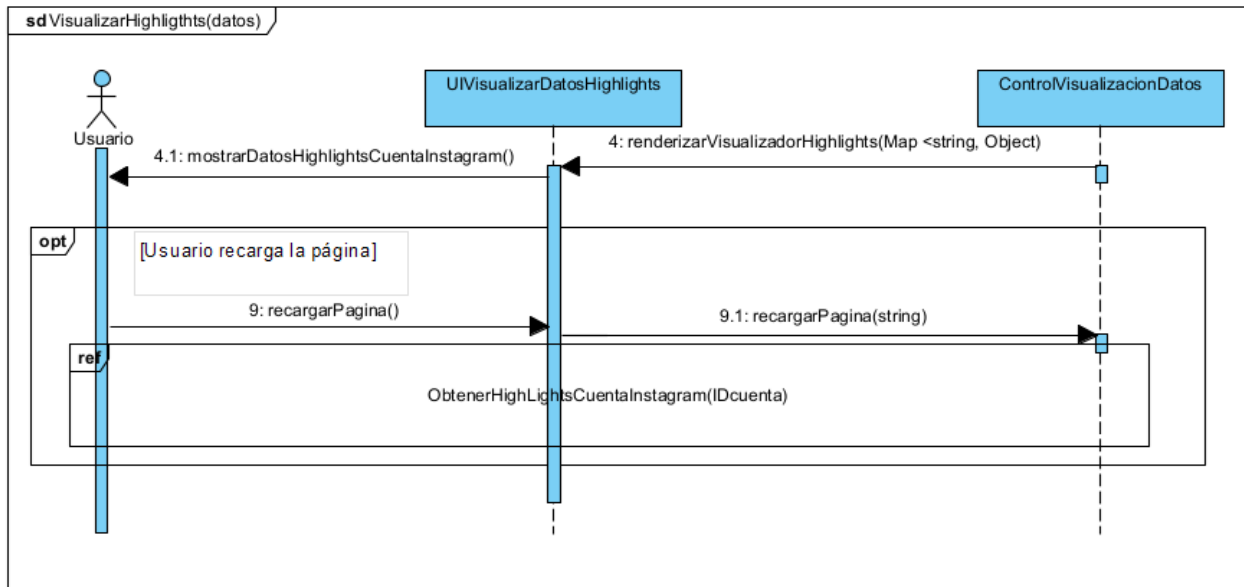 sd VisualizarHighligthts(datos)
UIVisualizarDatosHighlights
ControlVisualizacionDatos
Usuario
4: renderizarVisualizadorHighlights(Map <string, Object)
4.1: mostrarDatosHighlightsCuentaInstagram()
opt
[Usuario recarga la página]
9: recargarPagina()
9.1: recargarPagina(string)
ref
ObtenerHighLightsCuentaInstagram(IDcuenta)